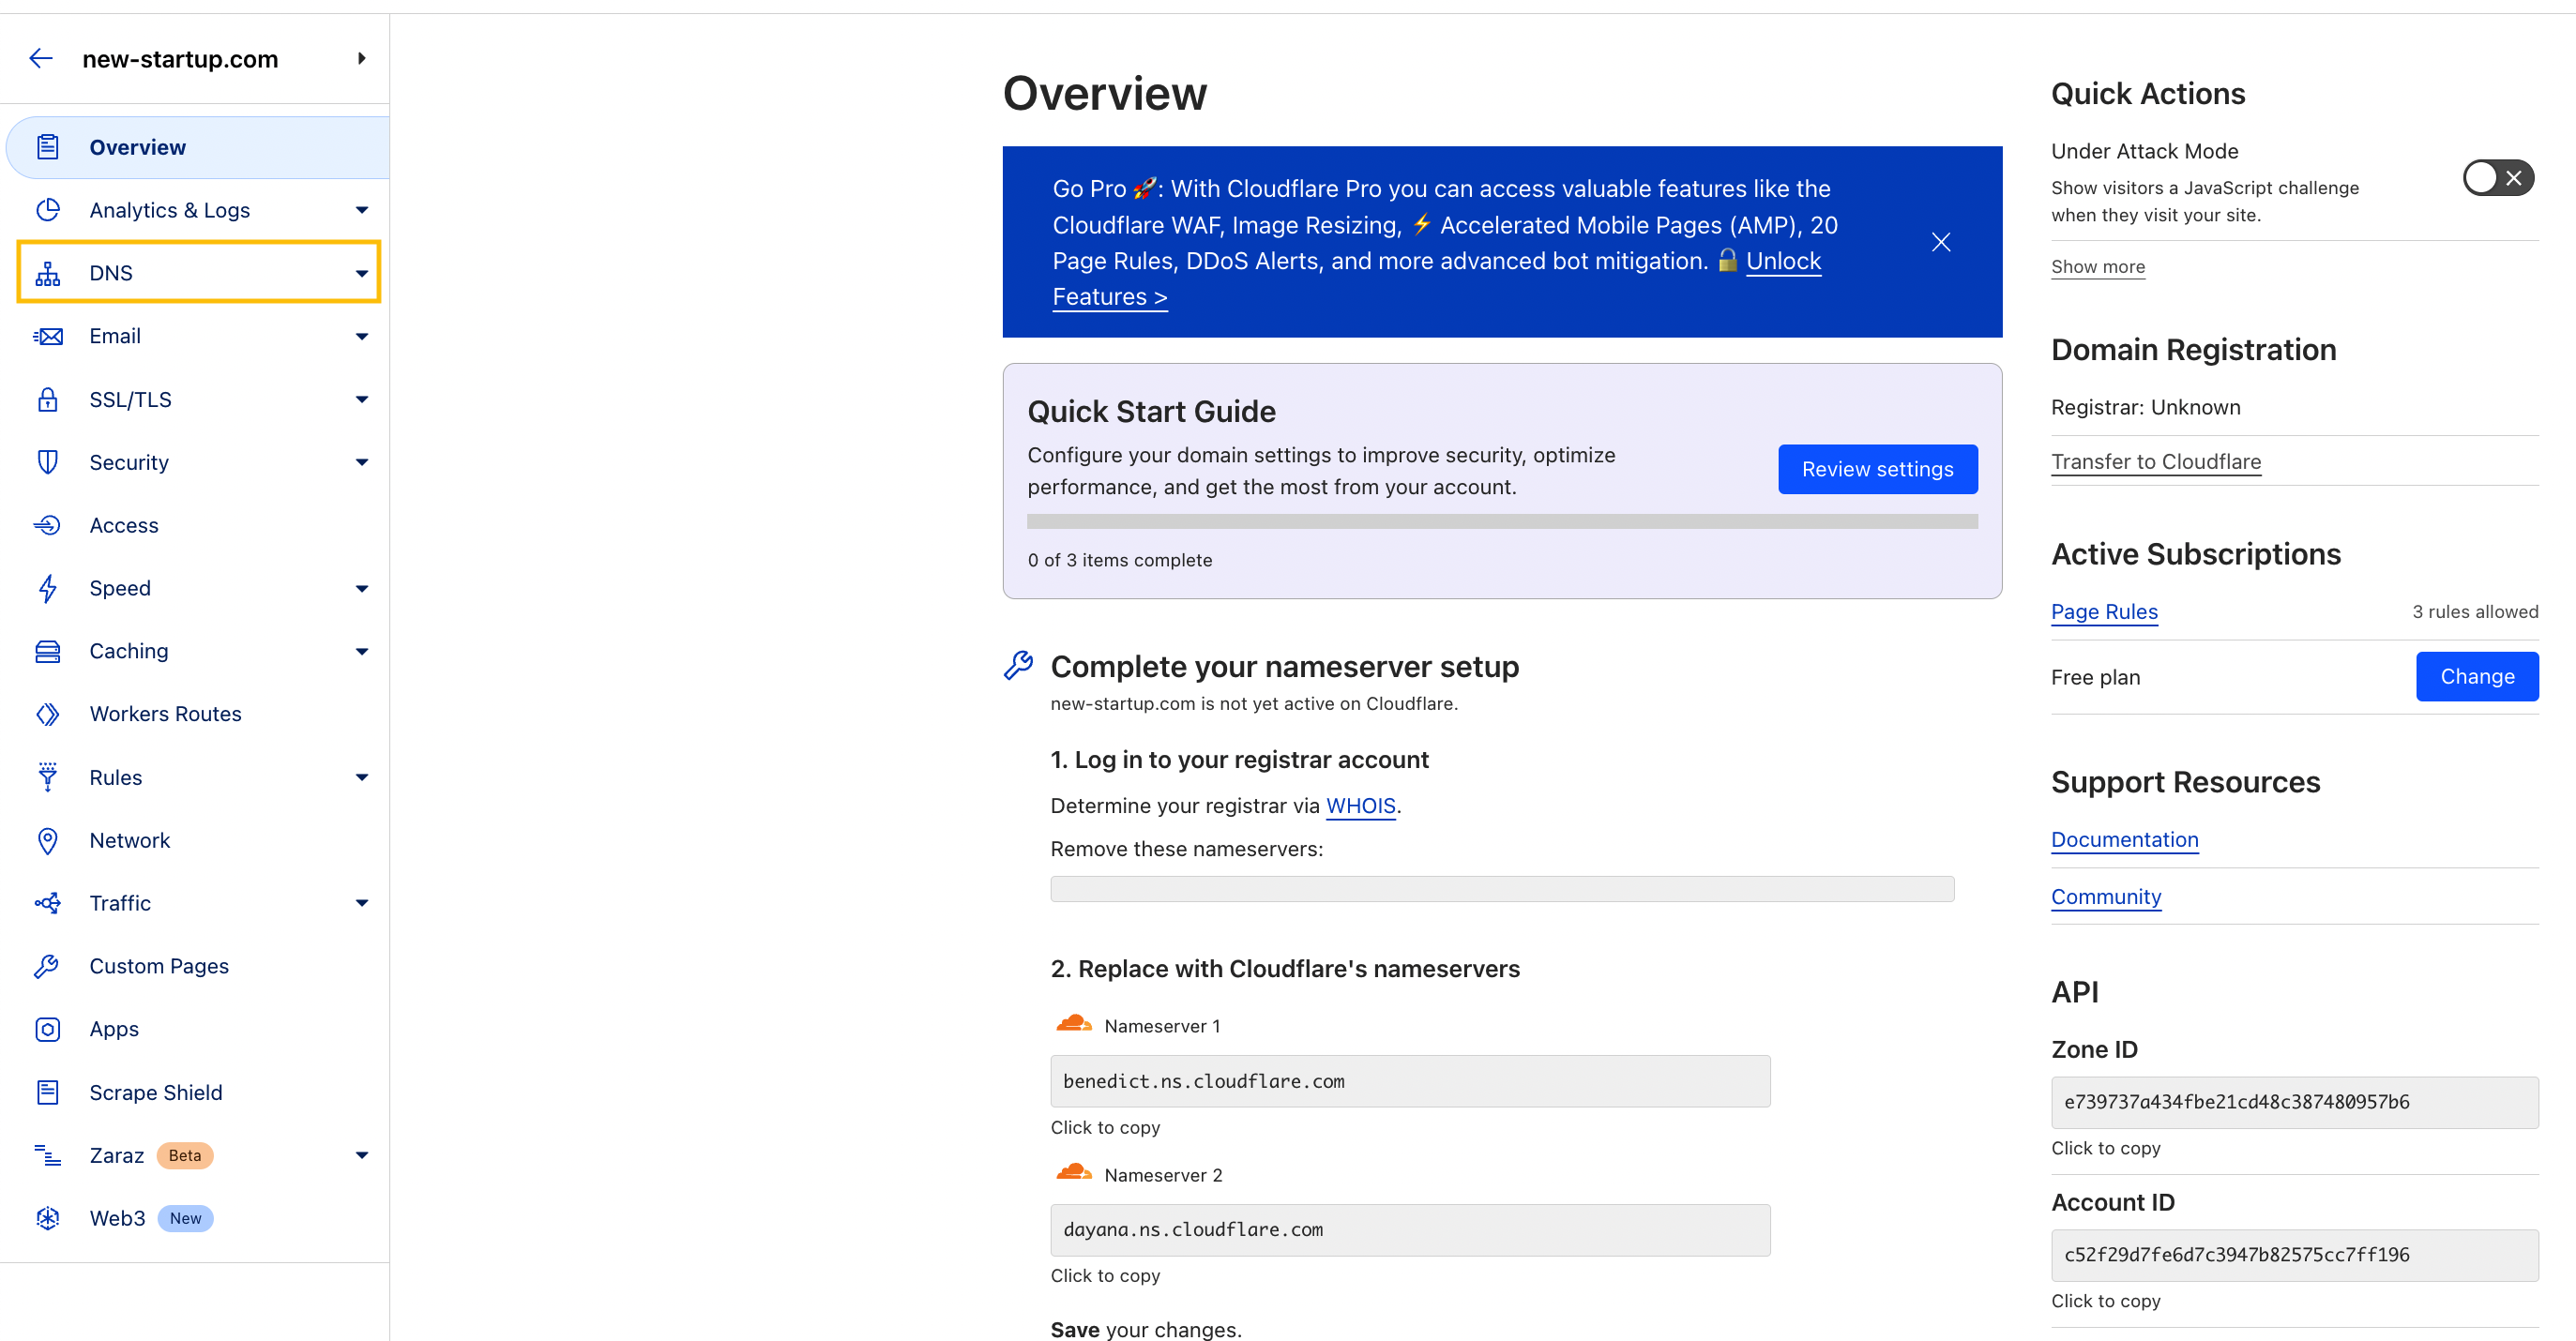 new-startup.com
Overview
Analytics & Logs
DNS
Email
SSL/TLS
Security
Access
Speed
Caching
Workers Routes
Rules
Network
Traffic
Custom Pages
Apps
Scrape Shield
Zaraz Beta
Web3 New
Overview
Go Pro 🚀: With Cloudflare Pro you can access valuable features like the
Cloudflare WAF, Image Resizing, ⚡ Accelerated Mobile Pages (AMP), 20
Page Rules, DDoS Alerts, and more advanced bot mitigation. 🔓 Unlock
Features >
Quick Start Guide
Configure your domain settings to improve security, optimize
performance, and get the most from your account.
Review settings
0 of 3 items complete
Complete your nameserver setup
new-startup.com is not yet active on Cloudflare.
1. Log in to your registrar account
Determine your registrar via WHOIS.
Remove these nameservers:
2. Replace with Cloudflare's nameservers
Nameserver 1
benedict.ns.cloudflare.com
Click to copy
Nameserver 2
dayana.ns.cloudflare.com
Click to copy
Save your changes.
Quick Actions
Under Attack Mode
Show visitors a JavaScript challenge
when they visit your site.
Show more
Domain Registration
Registrar: Unknown
Transfer to Cloudflare
Active Subscriptions
Page Rules 3 rules allowed
Free plan Change
Support Resources
Documentation
Community
API
Zone ID
e739737a434fbe21cd48c387480957b6
Click to copy
Account ID
c52f29d7fe6d7c3947b82575cc7ff196
Click to copy